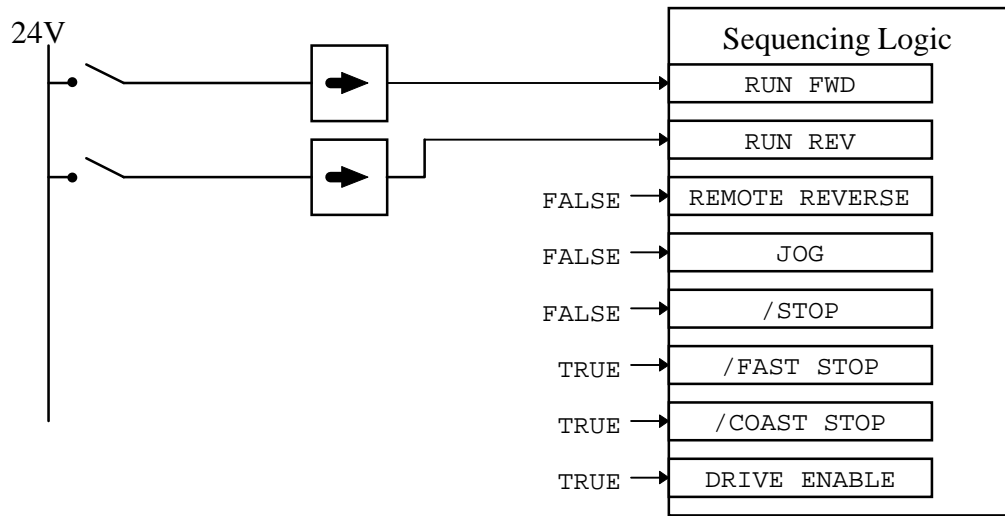 24V
Sequencing Logic
RUN FWD
RUN REV
FALSE
REMOTE REVERSE
FALSE
JOG
FALSE
/STOP
TRUE
/FAST STOP
TRUE
/COAST STOP
TRUE
DRIVE ENABLE